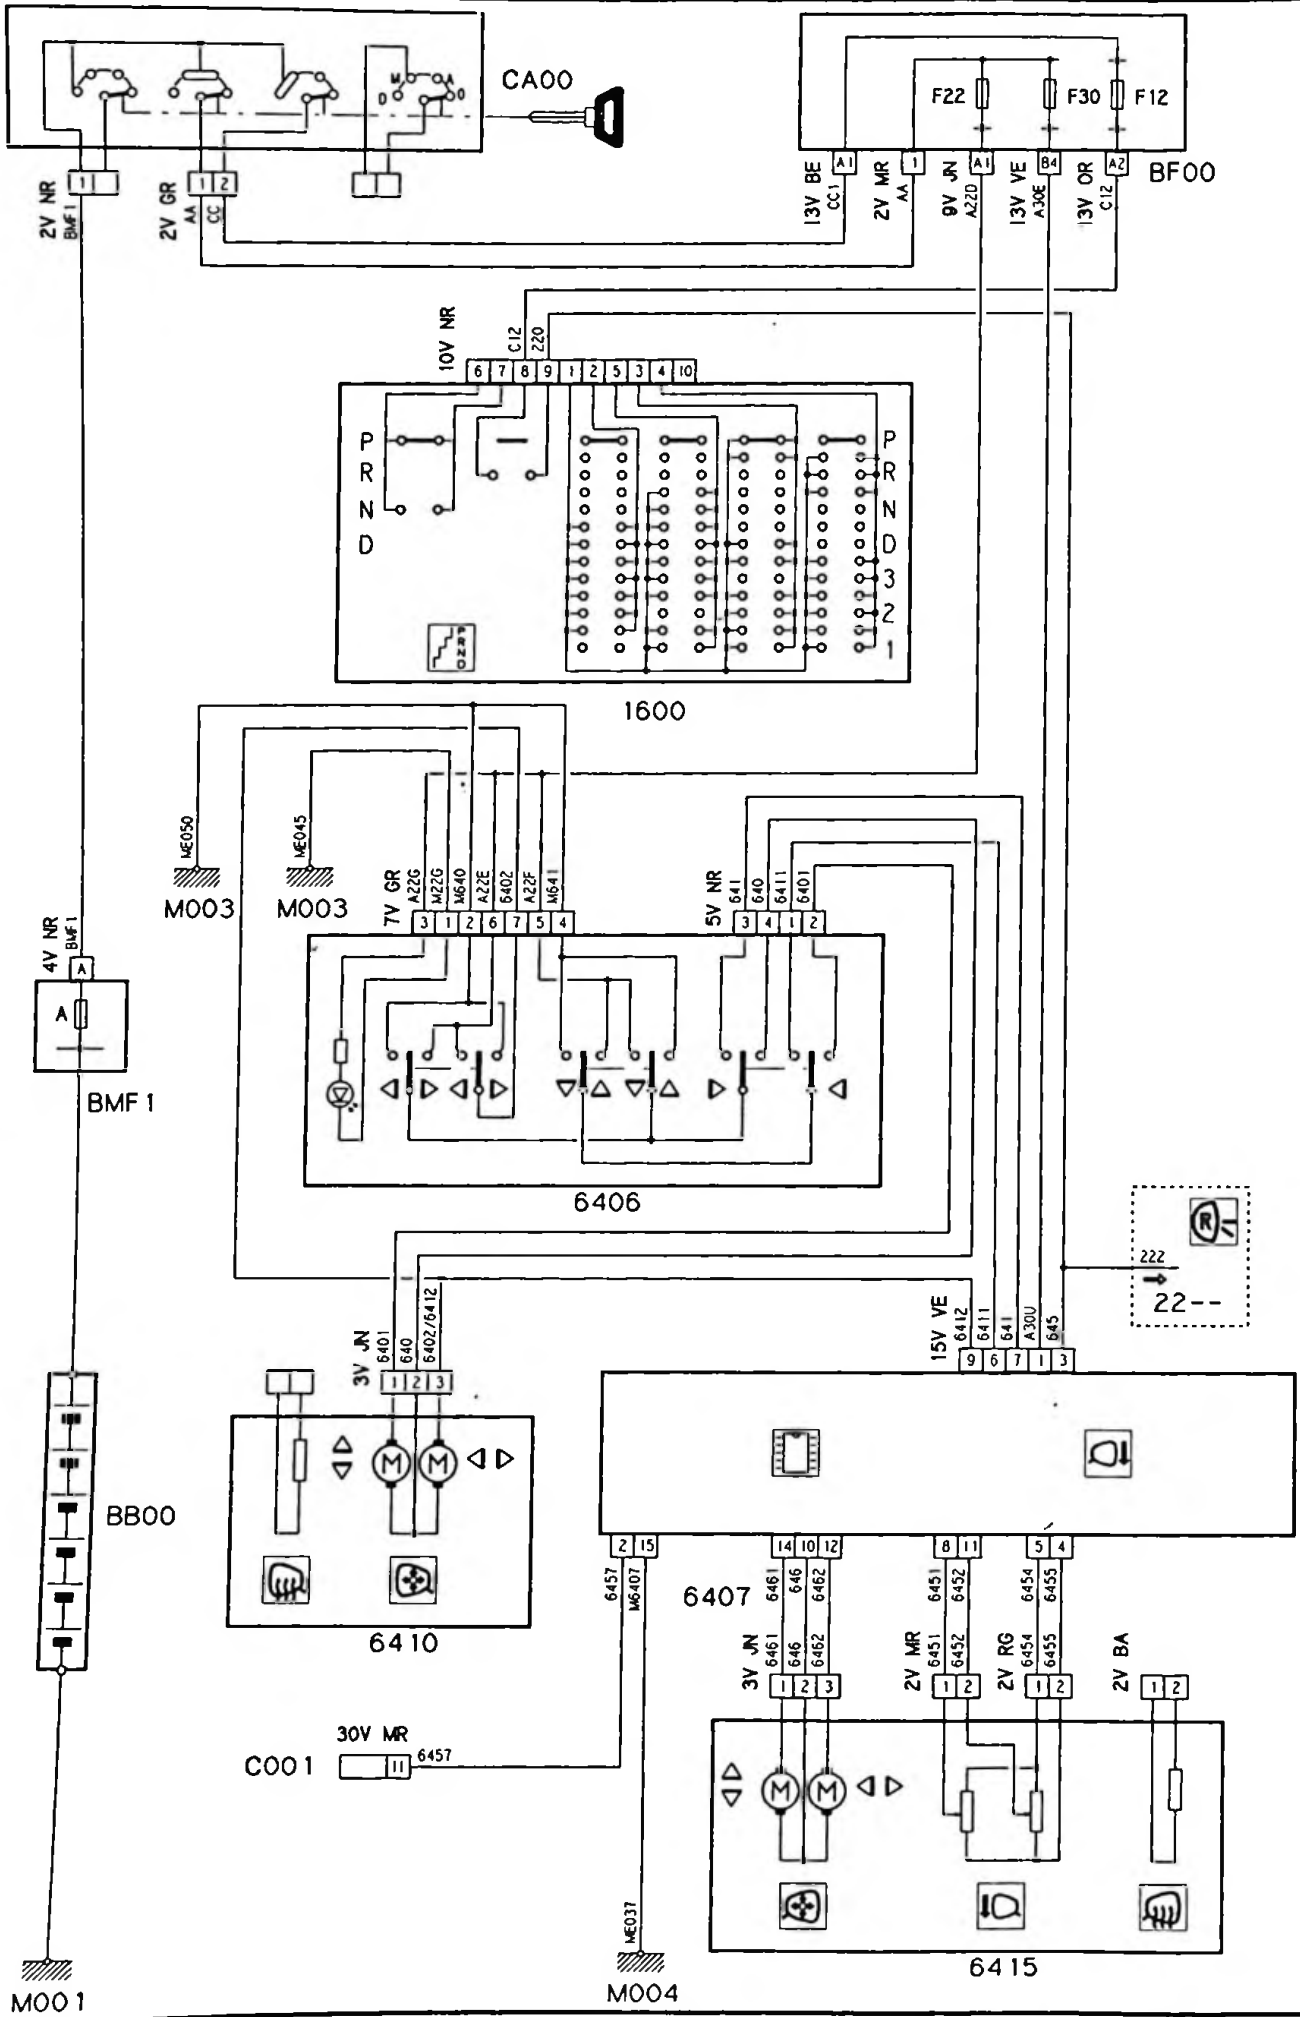 CA00
M A
D O
F22 F30 F12
BF00
1
1 2
A1 1 A1 B4 A2
2V NR
BMF1
2V GR
AA
CC
13V BE
CC1
2V MR
AA
9V JN
A22D
13V VE
A30E
13V OR
C12
10V NR
C12
220
6 7 8 9 1 2 5 3 4 10
P P
R R
N N
D D
3
2
1
P
R
N
D
1600
ME050
M003
ME045
M003
7V GR
A22G
M22G
M640
A22E
6402
A22F
M641
3 1 2 6 7 5 4
5V NR
641
640
6411
6401
3 4 1 2
6406
4V NR
BMF1
A
A
BMF1
R
222
22--
15V VE
6412
6411
641
A30U
645
9 6 7 1 3
3V JN
6401
640
6402/6412
1 2 3
M M
6410
BB00
2 15 14 10 12 8 11 5 4
6407
6457
M6407
6461
646
6462
6451
6452
6454
6455
3V JN
6461
646
6462
2V MR
6451
6452
2V RG
6454
6455
2V BA
1 2 3 1 2 1 2 1 2
30V MR
C001 11 6457
M M
6415
ME037
M004
M001